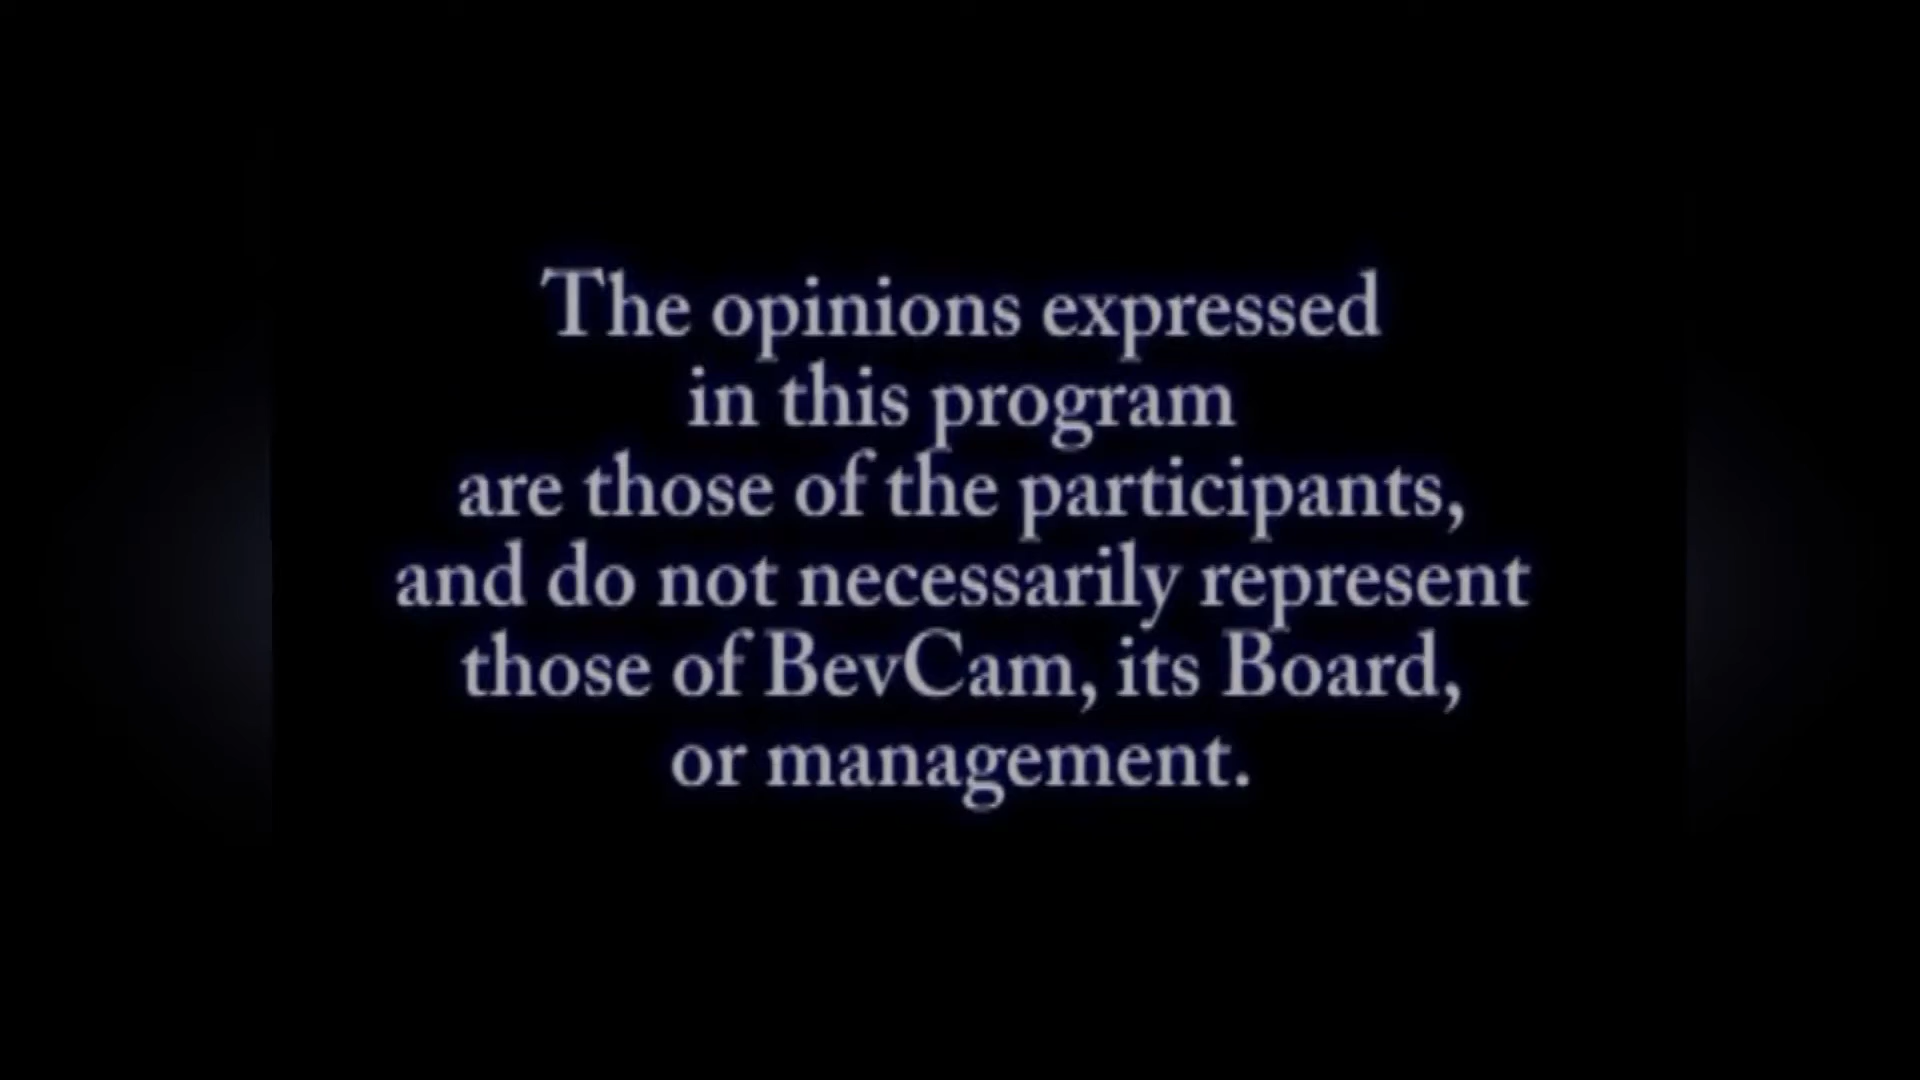 The opinions expressed
in this program
are those of the participants,
and do not necessarily represent
those of BevCam, its Board,
or management.